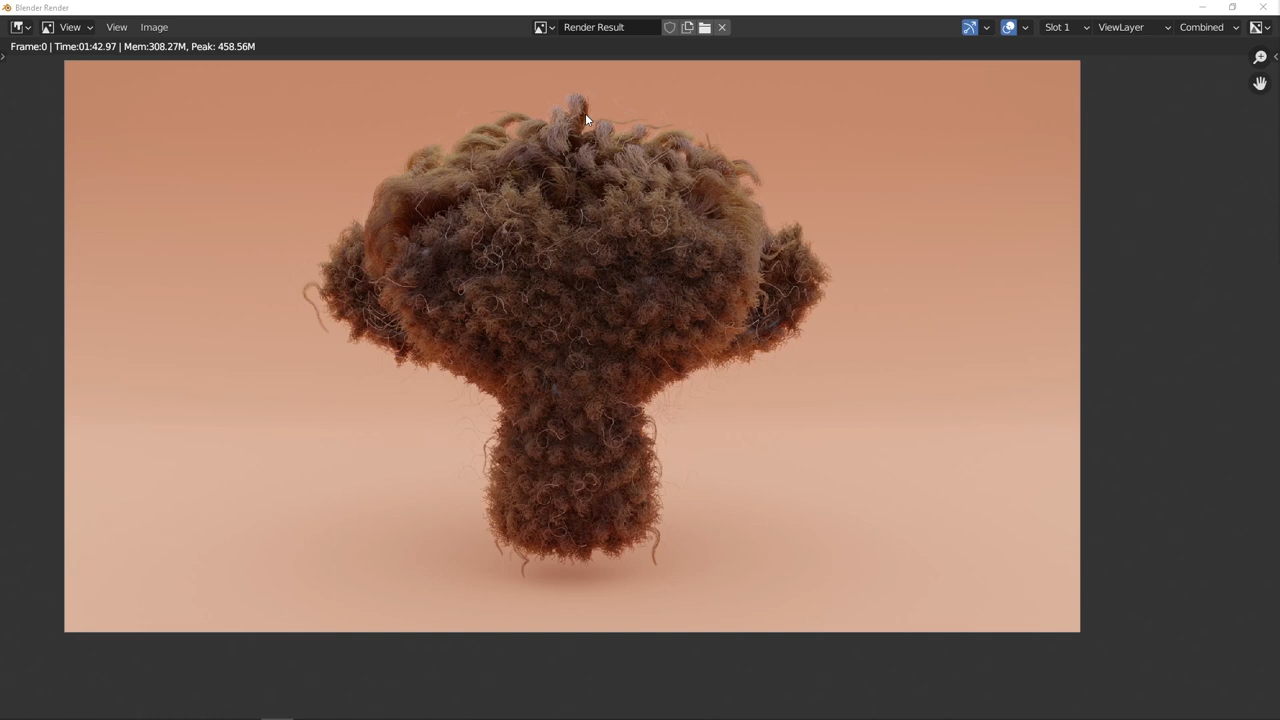 Blender Render
View View Image Render Result Slot 1 ViewLayer Combined
Frame:0 | Time:01:42.97 | Mem:308.27M, Peak: 458.56M